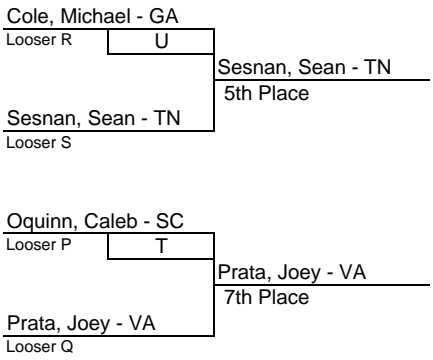 Cole, Michael - GA
Looser R
U
Sesnan, Sean - TN
5th Place
Sesnan, Sean - TN
Looser S
Oquinn, Caleb - SC
Looser P
T
Prata, Joey - VA
7th Place
Prata, Joey - VA
Looser Q